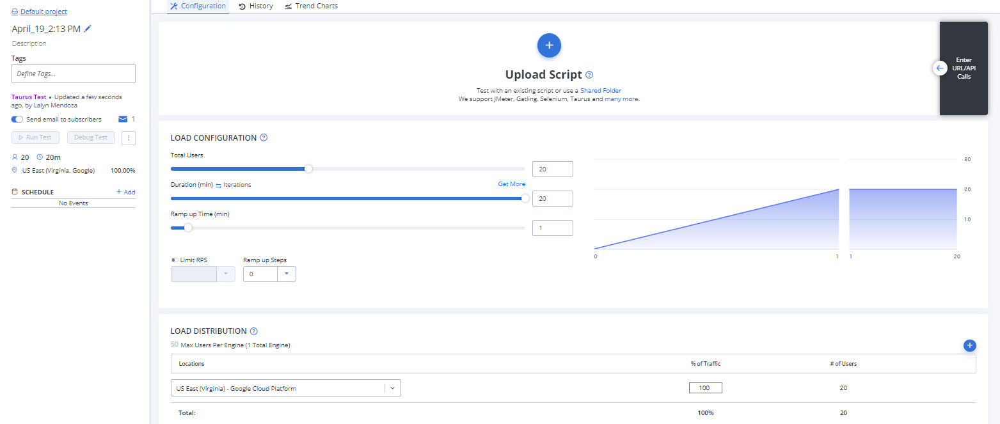 Default project
April_19_2:13 PM
Description
Tags
Define Tags...
Taurus Test • Updated a few seconds
ago, by Lalyn Mendoza
Send email to subscribers 1
Run Test Debug Test
20 20m
US East (Virginia, Google) 100.00%
SCHEDULE + Add
No Events
Configuration History Trend Charts
Upload Script
Test with an existing script or use a Shared Folder
We support JMeter, Gatling, Selenium, Taurus and many more.
Enter
URL/API
Calls
LOAD CONFIGURATION
Total Users
20
Duration (min) Iterations Get More
20
Ramp up Time (min)
1
Limit RPS Ramp up Steps
0
30
20
10
0 1 1 20
LOAD DISTRIBUTION
50 Max Users Per Engine (1 Total Engine)
Locations % of Traffic # of Users
US East (Virginia) - Google Cloud Platform 100 20
Total: 100% 20